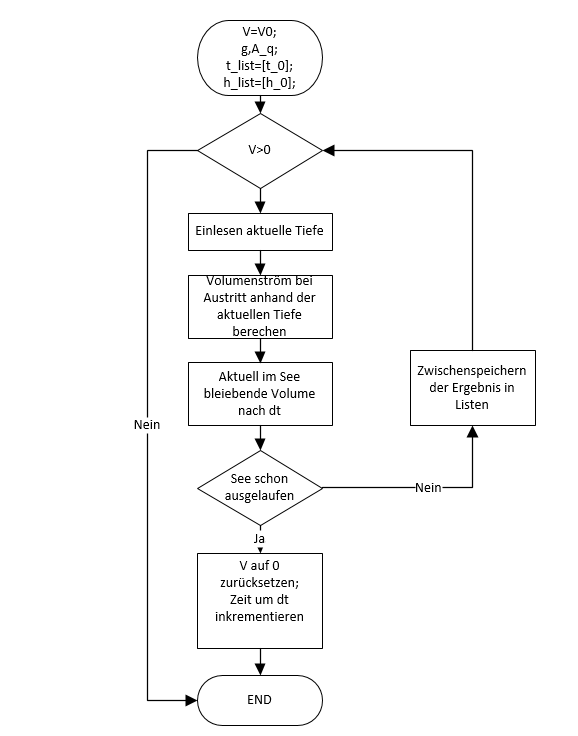 V=V0;
g,A_q;
t_list=[t_0];
h_list=[h_0];
V>0
Einlesen aktuelle Tiefe
Volumenström bei
Austritt anhand der
aktuellen Tiefe
berechen
Aktuell im See
bleiebende Volume
nach dt
Zwischenspeichern
der Ergebnis in
Listen
Nein
See schon
ausgelaufen
Nein
Ja
V auf 0
zurücksetzen;
Zeit um dt
inkrementieren
END